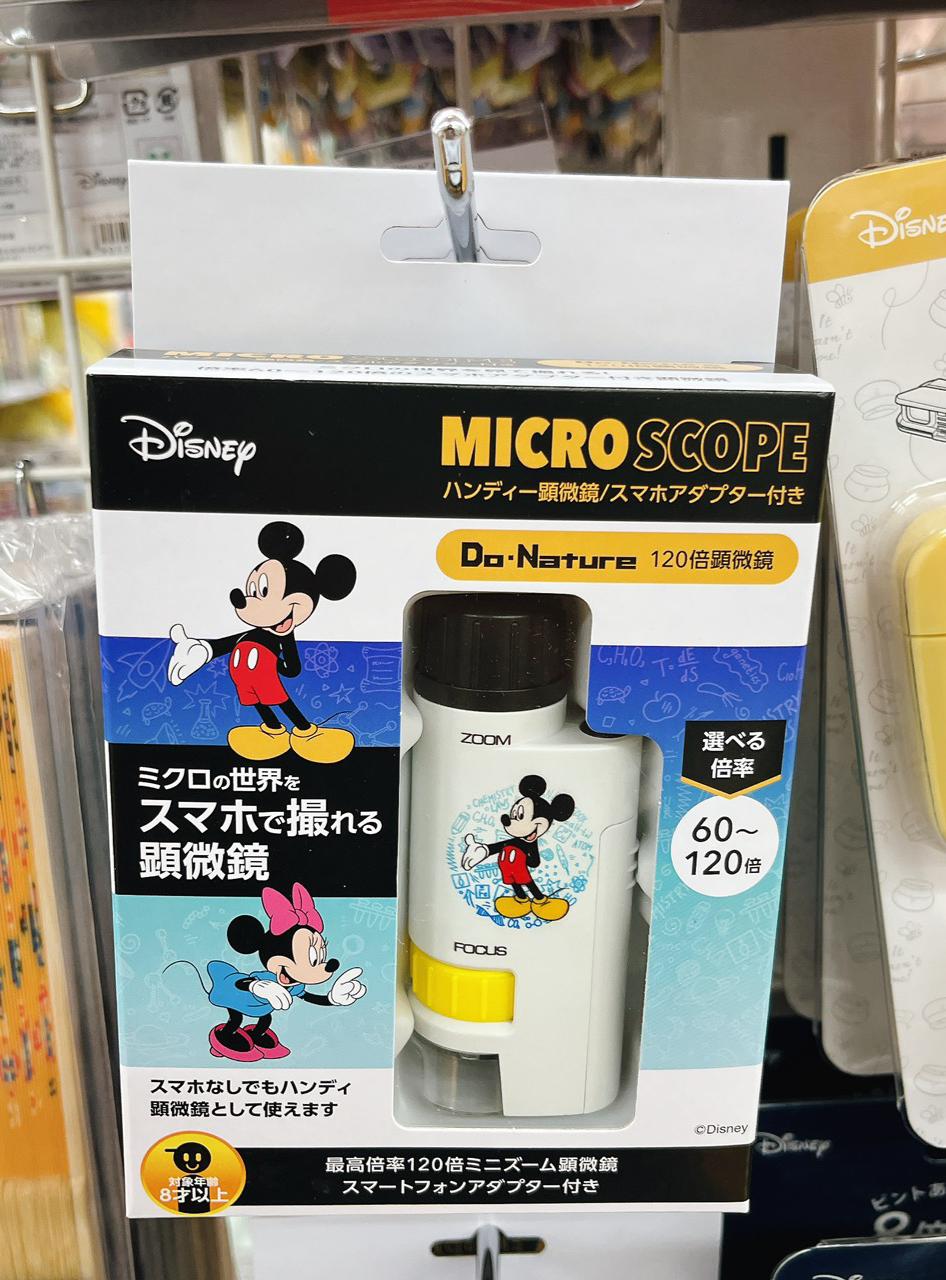 Disney
MICRO SCOPE
ハンディー顕微鏡/スマホアダプター付き
Do・Nature 120倍顕微鏡
ZOOM
選べる
倍率
60〜
120倍
ミクロの世界を
スマホで撮れる
顕微鏡
CHEMISTRY
FOCUS
スマホなしでもハンディ
顕微鏡として使えます
©Disney
対象年齢
8才以上
最高倍率120倍ミニズーム顕微鏡
スマートフォンアダプター付き
Disney
Disney
Disney